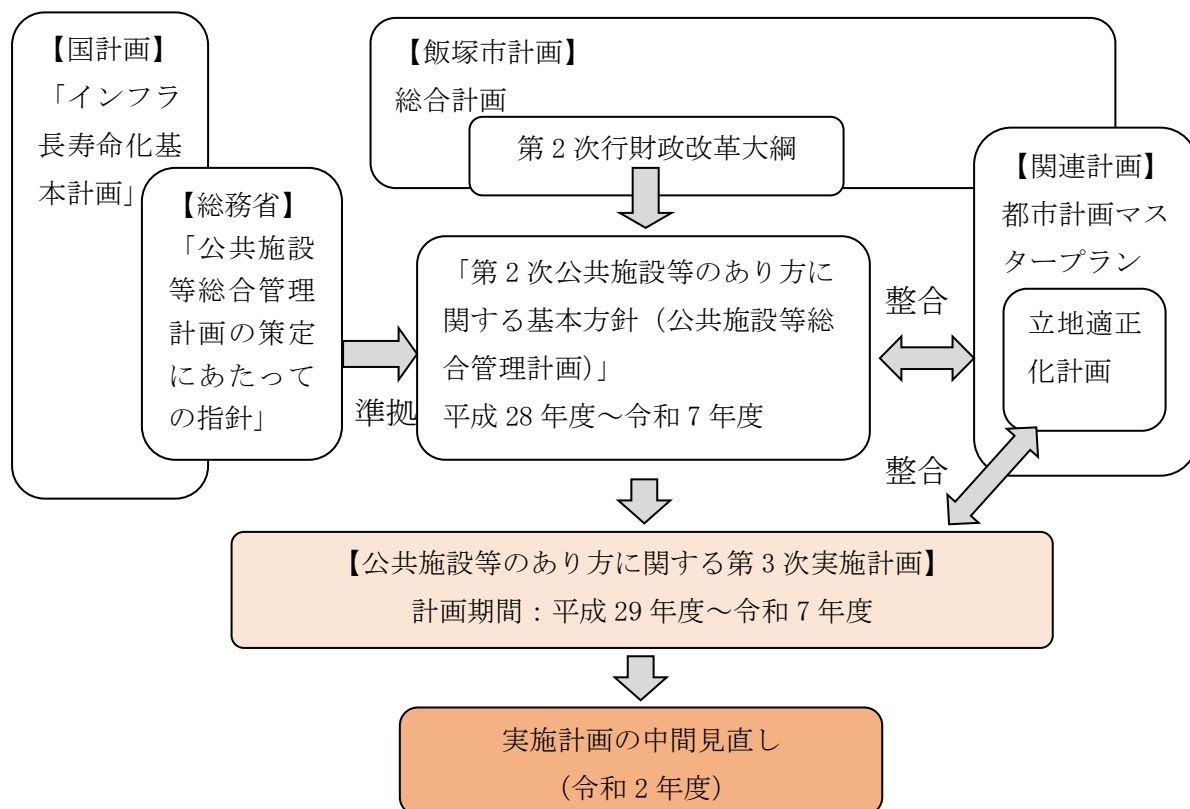 【国計画】
「インフラ
長寿命化基
本計画」
【総務省】
「公共施設
等総合管理
計画の策定
にあたって
の指針」
準拠
【飯塚市計画】
総合計画
第2次行財政改革大綱
「第2次公共施設等のあり方に
関する基本方針（公共施設等総
合管理計画）」
平成28年度～令和7年度
整合
【関連計画】
都市計画マス
タープラン
立地適正
化計画
整合
【公共施設等のあり方に関する第3次実施計画】
計画期間：平成29年度～令和7年度
実施計画の中間見直し
（令和2年度）